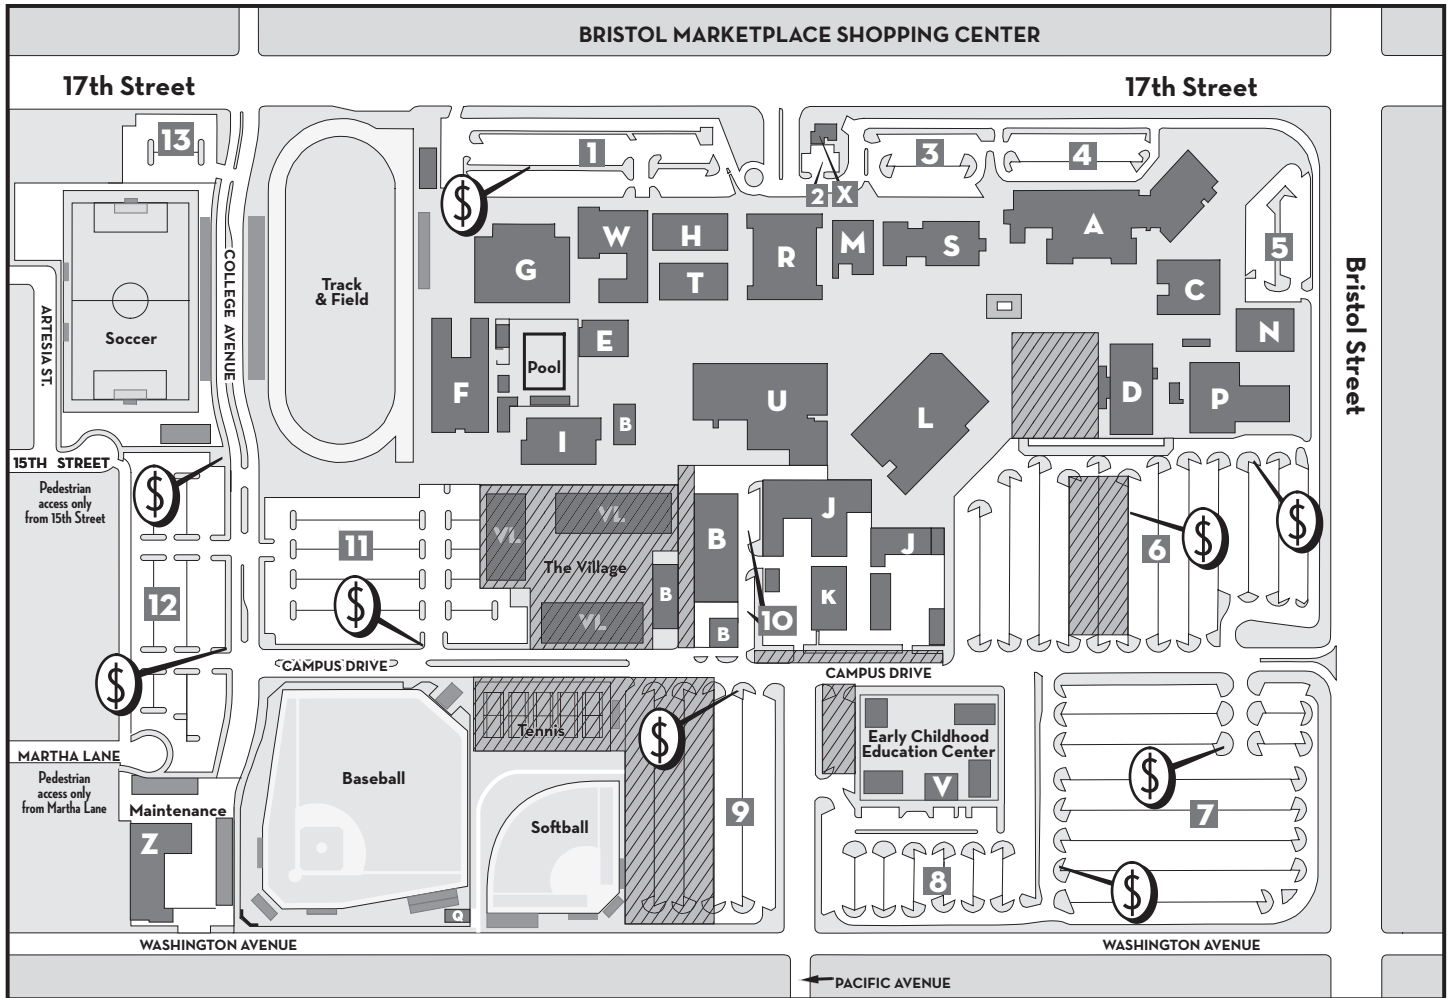 BRISTOL MARKETPLACE SHOPPING CENTER
17th Street
17th Street
13
1
3
4
2
X
$
W
H
R
M
S
A
5
G
T
C
COLLEGE AVENUE
Track
& Field
Bristol Street
ARTESIA ST.
Soccer
E
N
Pool
F
U
L
D
P
I
B
15TH STREET
Pedestrian
access only
from 15th Street
$
VL
VL
J
$
$
11
B
J
6
The Village
12
$
B
K
VL
10
B
CAMPUS DRIVE
CAMPUS DRIVE
$
Tennis
$
Early Childhood
Education Center
MARTHA LANE
Pedestrian
access only
from Martha Lane
Baseball
$
V
Maintenance
9
7
Z
Softball
8
$
Q
WASHINGTON AVENUE
WASHINGTON AVENUE
PACIFIC AVENUE